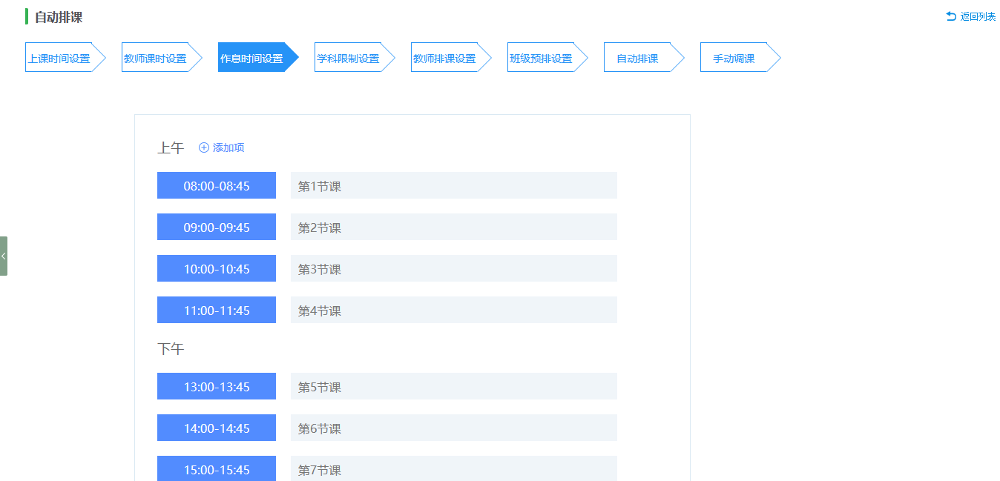 自动排课
返回列表
上课时间设置
教师课时设置
作息时间设置
学科限制设置
教师排课设置
班级预排设置
自动排课
手动调课
上午 添加项
08:00-08:45 第1节课
09:00-09:45 第2节课
10:00-10:45 第3节课
11:00-11:45 第4节课
下午
13:00-13:45 第5节课
14:00-14:45 第6节课
15:00-15:45 第7节课